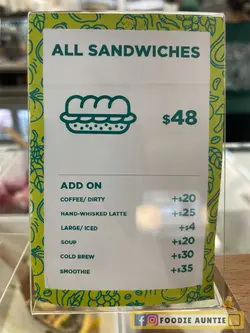 ALL SANDWICHES
$48
ADD ON
COFFEE/ DIRTY +$20
HAND-WHISKED LATTE +$25
LARGE/ ICED +$4
SOUP +$20
COLD BREW +$30
SMOOTHIE +$35
FOODIE AUNTIE